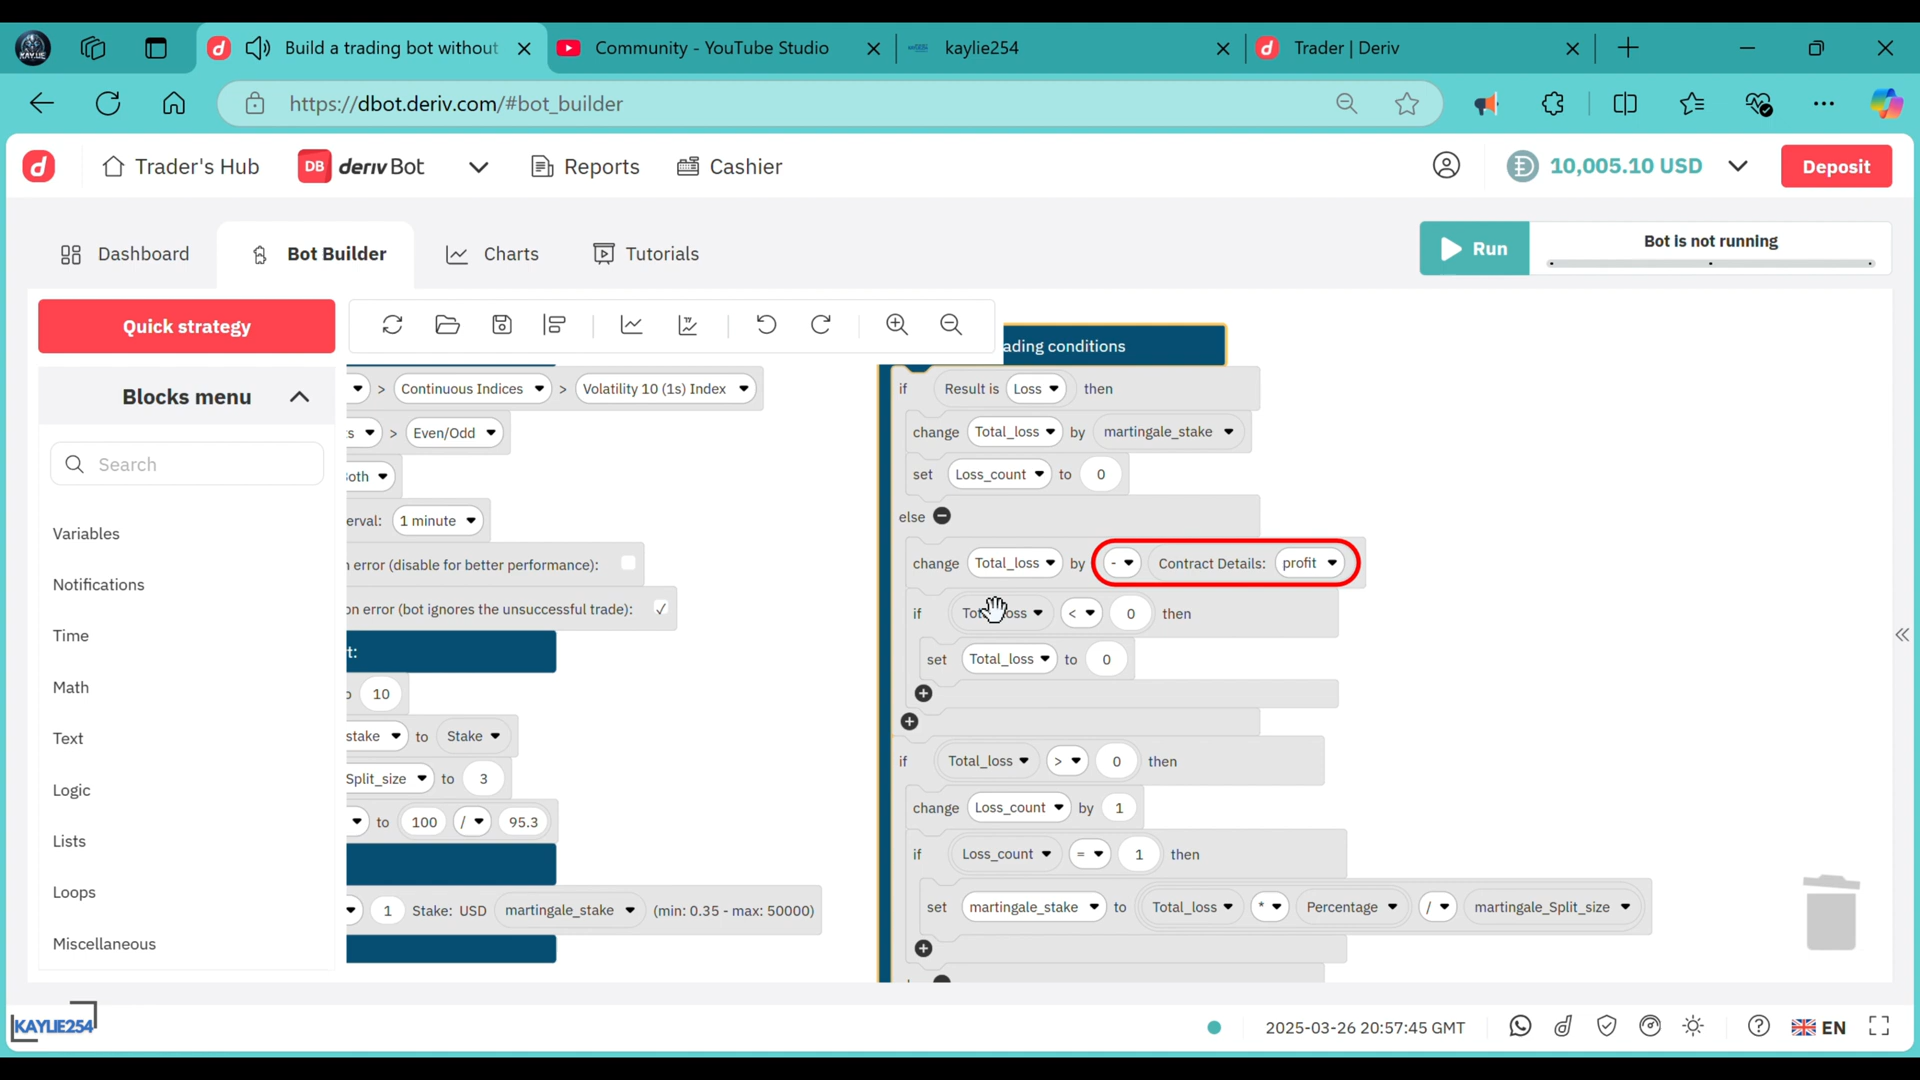 Build a trading bot without
Community - YouTube Studio
kaylie254
Trader | Deriv
https://dbot.deriv.com/#bot_builder
Trader's Hub
DB deriv Bot
Reports
Cashier
10,005.10 USD
Deposit
Dashboard
Bot Builder
Charts
Tutorials
Run
Bot is not running
Quick strategy
Blocks menu
Search
Variables
Notifications
Time
Math
Text
Logic
Lists
Loops
Miscellaneous
> Continuous Indices > Volatility 10 (1s) Index
ts > Even/Odd
oth
erval: 1 minute
error (disable for better performance):
on error (bot ignores the unsuccessful trade): ✓
t:
10
stake to Stake
Split_size to 3
to 100 / 95.3
1 Stake: USD martingale_stake (min: 0.35 - max: 50000)
ading conditions
if Result is Loss then
change Total_loss by martingale_stake
set Loss_count to 0
else
change Total_loss by - Contract Details: profit
if Total_loss < 0 then
set Total_loss to 0
if Total_loss > 0 then
change Loss_count by 1
if Loss_count = 1 then
set martingale_stake to Total_loss * Percentage / martingale_Split_size
KAYLIE254
2025-03-26 20:57:45 GMT
EN